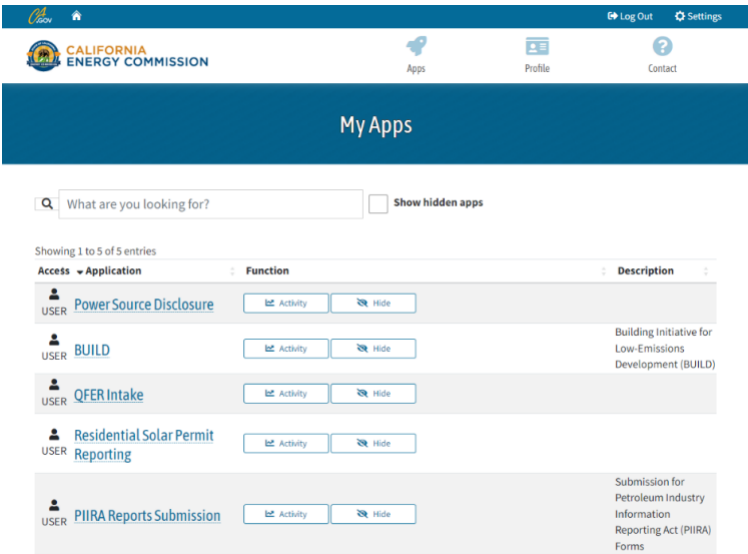 CA.GOV Log Out Settings
CALIFORNIA
ENERGY COMMISSION
Apps Profile Contact
My Apps
What are you looking for? Show hidden apps
Showing 1 to 5 of 5 entries
Access Application Function Description
USER Power Source Disclosure Activity Hide
USER BUILD Activity Hide Building Initiative for
Low-Emissions
Development (BUILD)
USER QFER Intake Activity Hide
USER Residential Solar Permit
Reporting Activity Hide
USER PIIRA Reports Submission Activity Hide Submission for
Petroleum Industry
Information
Reporting Act (PIIRA)
Forms